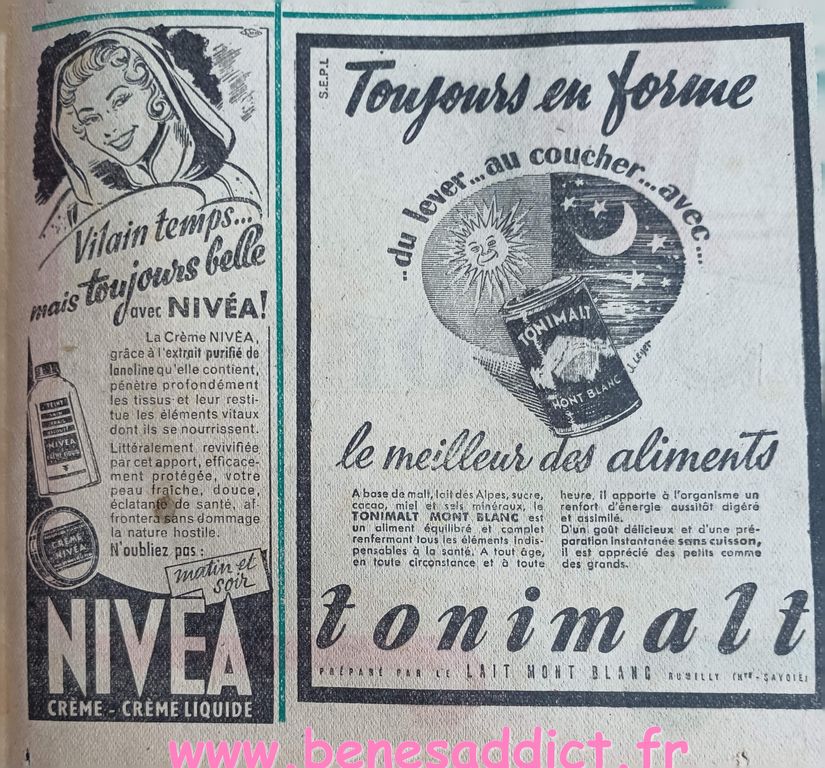 Vilain temps...
mais toujours belle
avec NIVÉA!
La Crème NIVÉA,
grâce à l'extrait purifié de
lanoline qu'elle contient,
pénètre profondément
les tissus et leur resti-
tue les éléments vitaux
dont ils se nourrissent.
Littéralement revivifiée
par cet apport, efficace-
ment protégée, votre
peau fraîche, douce,
éclatante de santé, af-
frontera sans dommage
la nature hostile.
N'oubliez pas :
matin et
soir
NIVEA
CRÈME
NIVEA
NIVEA
CRÈME - CRÈME LIQUIDE
S.E.P.L
Toujours en forme
..du lever...au coucher...avec...
TONIMALT
MONT BLANC
J. Leger
le meilleur des aliments
A base de malt, lait des Alpes, sucre,
cacao, miel et sels minéraux, le
TONIMALT MONT BLANC est
un aliment équilibré et complet
renfermant tous les éléments indis-
pensables à la santé. A tout âge,
en toute circonstance et à toute
heure, il apporte à l'organisme un
renfort d'énergie aussitôt digéré
et assimilé.
D'un goût délicieux et d'une pré-
paration instantanée sans cuisson,
il est apprécié des petits comme
des grands.
tonimalt
PRÉPARÉ PAR LE LAIT MONT BLANC RUMILLY (HTE-SAVOIE)
www.benesaddict.fr